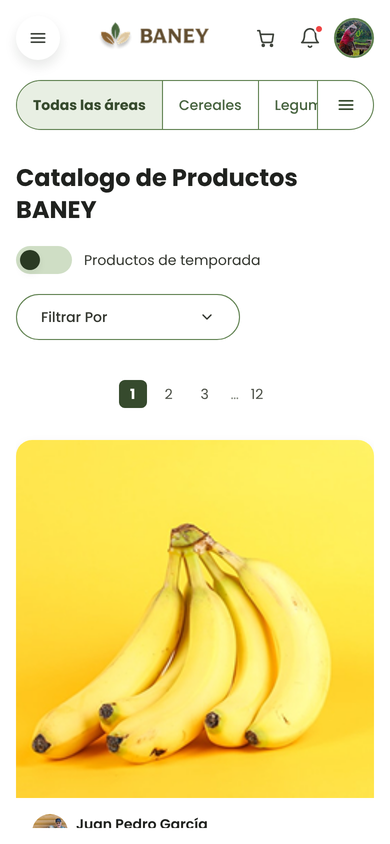 BANEY
Todas las áreas
Cereales
Legum
Catalogo de Productos
BANEY
Productos de temporada
Filtrar Por
1 2 3 ... 12
Juan Pedro García